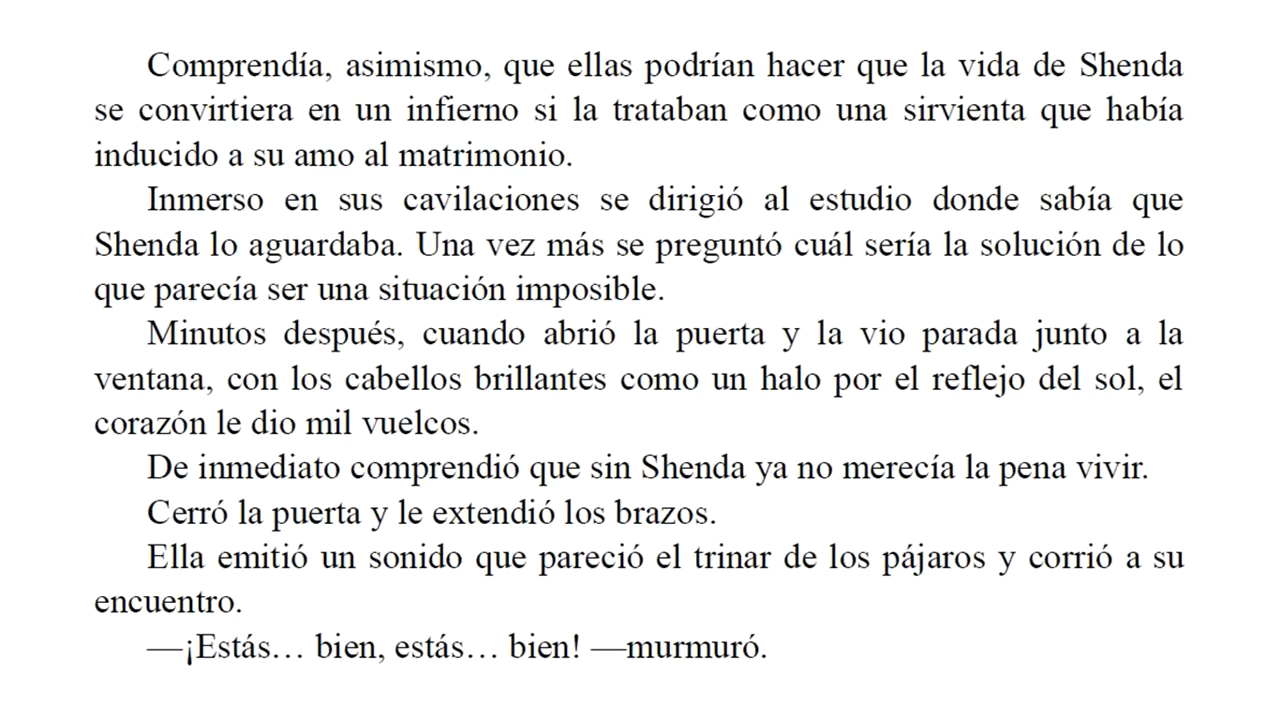 Comprendía, asimismo, que ellas podrían hacer que la vida de Shenda
se convirtiera en un infierno si la trataban como una sirvienta que había
inducido a su amo al matrimonio.
Inmerso en sus cavilaciones se dirigió al estudio donde sabía que
Shenda lo aguardaba. Una vez más se preguntó cuál sería la solución de lo
que parecía ser una situación imposible.
Minutos después, cuando abrió la puerta y la vio parada junto a la
ventana, con los cabellos brillantes como un halo por el reflejo del sol, el
corazón le dio mil vuelcos.
De inmediato comprendió que sin Shenda ya no merecía la pena vivir.
Cerró la puerta y le extendió los brazos.
Ella emitió un sonido que pareció el trinar de los pájaros y corrió a su
encuentro.
—¡Estás… bien, estás… bien! —murmuró.